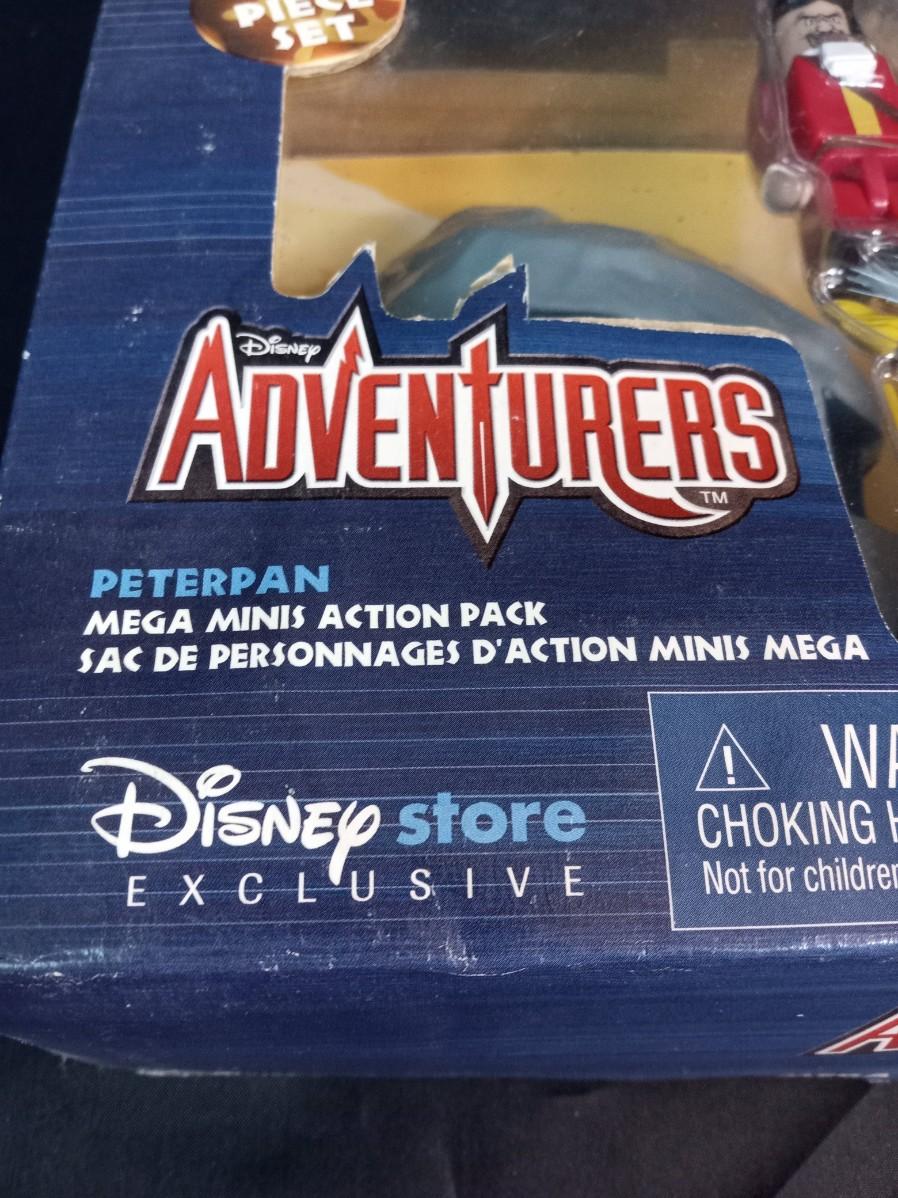 PIECE
SET
DISNEY
ADVENTURERS
TM
PETERPAN
MEGA MINIS ACTION PACK
SAC DE PERSONNAGES D'ACTION MINIS MEGA
DISNEY store
EXCLUSIVE
CHOKING
Not for children